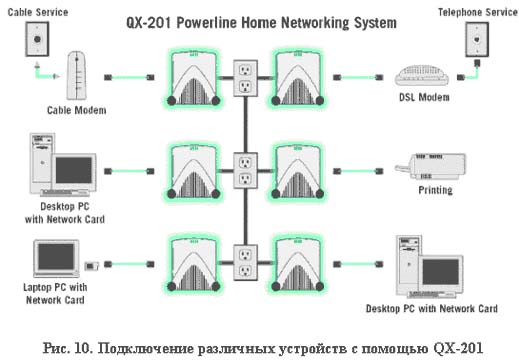 Cable Service
QX-201 Powerline Home Networking System
Telephone Service
Cable Modem
DSL Modem
Desktop PC
with Network Card
Printing
Laptop PC with
Network Card
Desktop PC with Network Card
Рис. 10. Подключение различных устройств с помощью QX-201